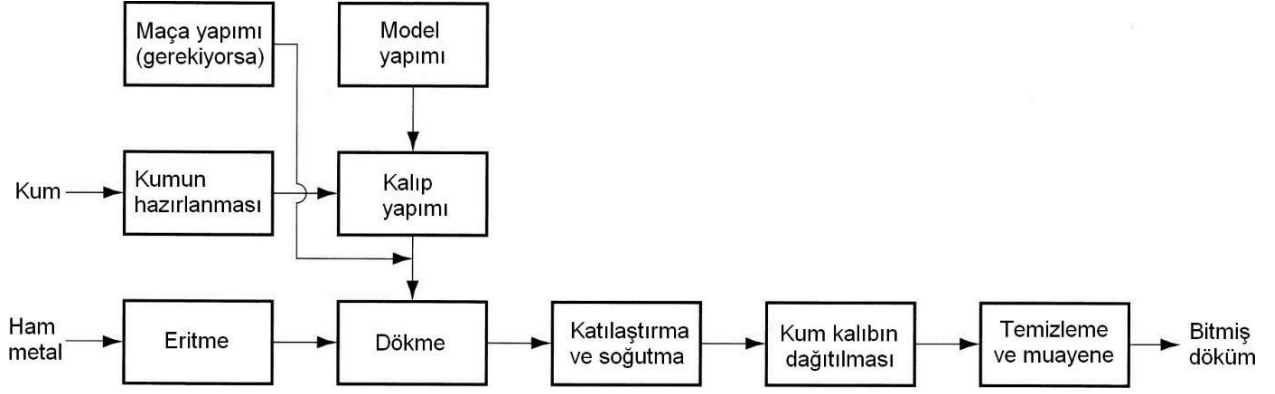 Maça yapımı
(gerekiyorsa)
Model
yapımı
Kum
Kumun
hazırlanması
Kalıp
yapımı
Ham
metal
Eritme
Dökme
Katılaştırma
ve soğutma
Kum kalıbın
dağıtılması
Temizleme
ve muayene
Bitmiş
döküm